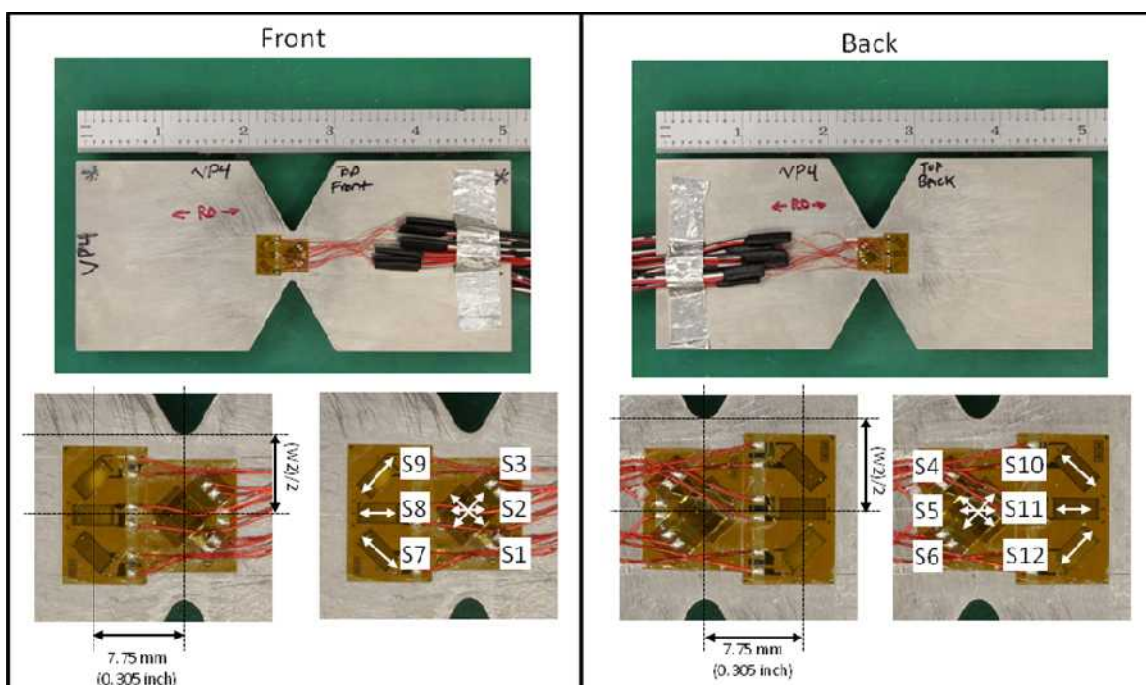 Front
1 2 3 4 5
VP4
Top
Front
← RD →
VP4
(W/2)/2
7.75 mm
(0.305 inch)
S9
S8
S7
S3
S2
S1
Back
1 2 3 4 5
VP4
Top
Back
← RD →
(W/2)/2
7.75 mm
(0.305 inch)
S4
S5
S6
S10
S11
S12